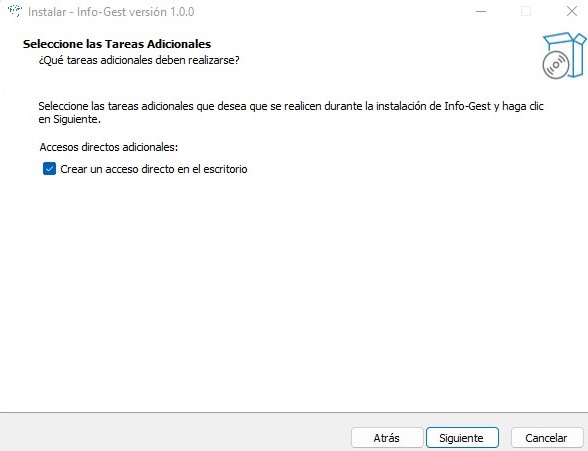 Instalar - Info-Gest versión 1.0.0
Seleccione las Tareas Adicionales
¿Qué tareas adicionales deben realizarse?
Seleccione las tareas adicionales que desea que se realicen durante la instalación de Info-Gest y haga clic
en Siguiente.
Accesos directos adicionales:
Crear un acceso directo en el escritorio
Atrás
Siguiente
Cancelar